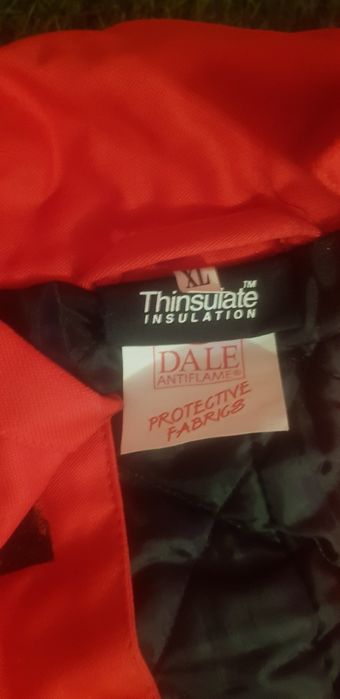 XL
Thinsulate™
INSULATION
DALE
ANTIFLAME®
PROTECTIVE
FABRICS